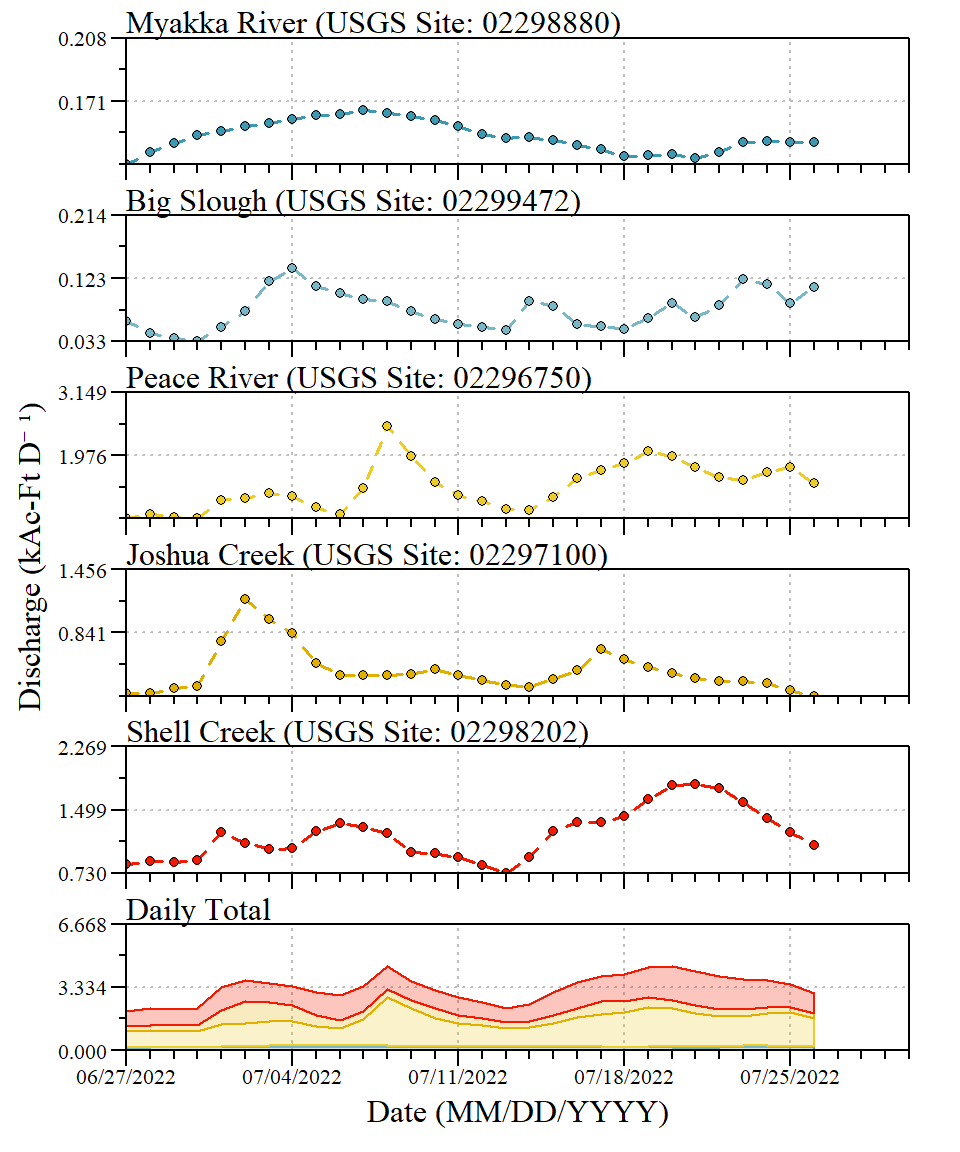 Myakka River (USGS Site: 02298880)
0.208
0.171
Big Slough (USGS Site: 02299472)
0.214
0.123
0.033
Peace River (USGS Site: 02296750)
3.149
1.976
Joshua Creek (USGS Site: 02297100)
1.456
0.841
Shell Creek (USGS Site: 02298202)
2.269
1.499
0.730
Daily Total
6.668
3.334
0.000
Discharge (kAc-Ft D⁻¹)
06/27/2022 07/04/2022 07/11/2022 07/18/2022 07/25/2022
Date (MM/DD/YYYY)